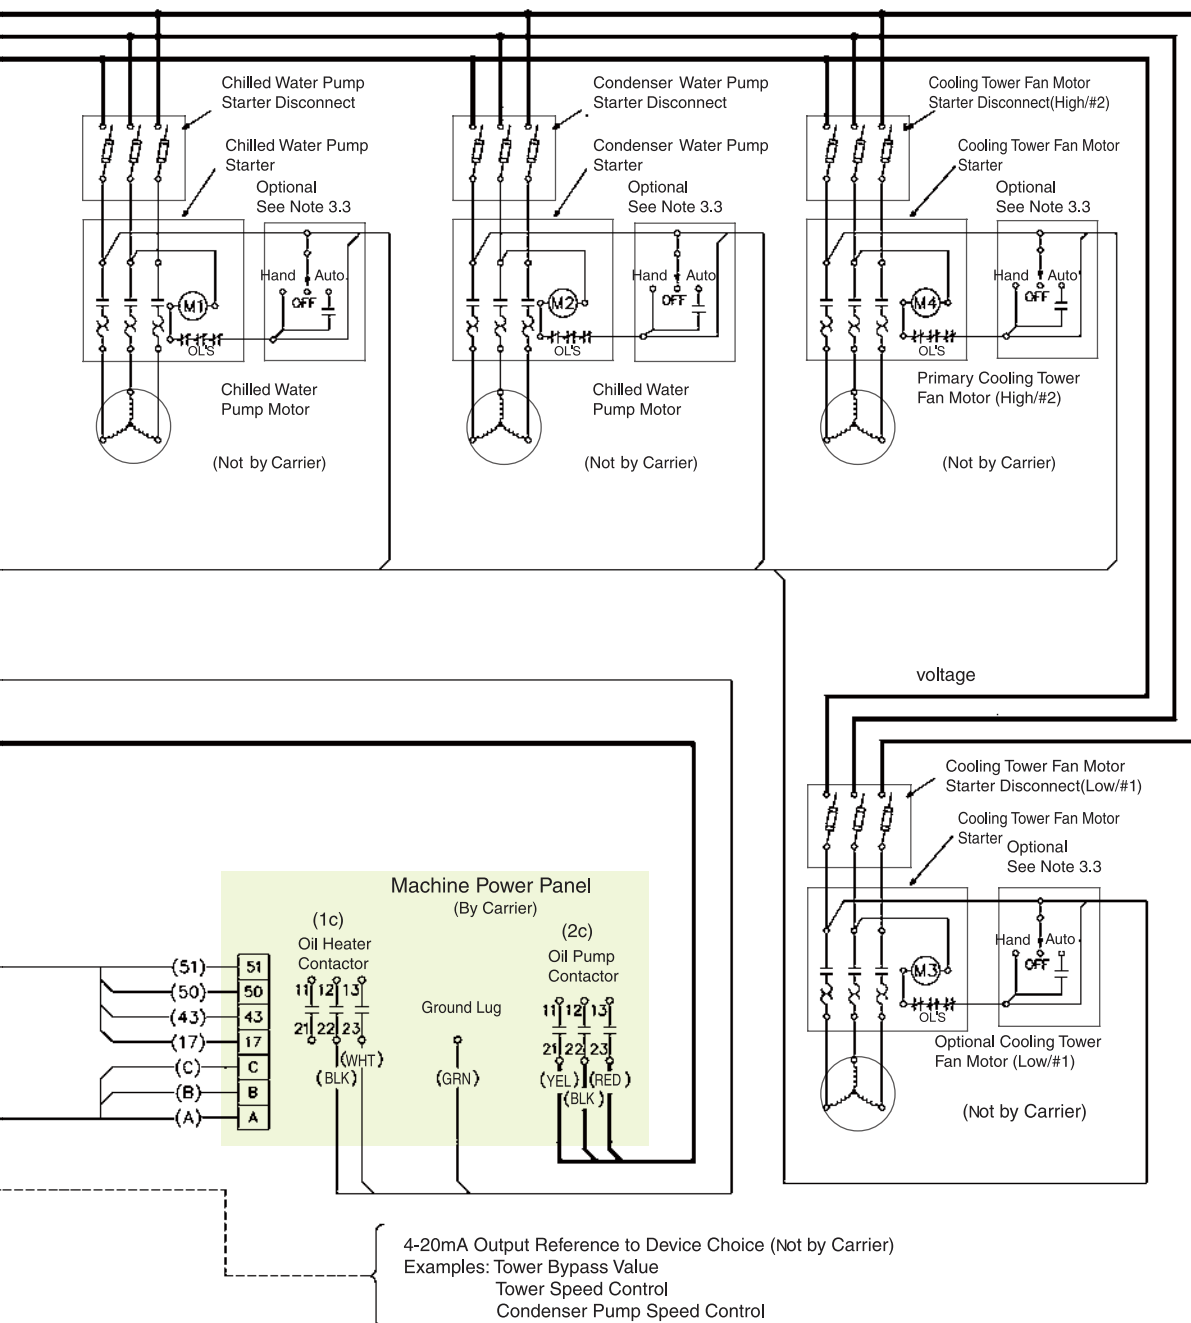 Chilled Water Pump
Starter Disconnect
Chilled Water Pump
Starter
Optional
See Note 3.3
Hand
Auto
OFF
M1
OL'S
Chilled Water
Pump Motor
(Not by Carrier)
Condenser Water Pump
Starter Disconnect
Condenser Water Pump
Starter
Optional
See Note 3.3
Hand
Auto
OFF
M2
OL'S
Chilled Water
Pump Motor
(Not by Carrier)
Cooling Tower Fan Motor
Starter Disconnect(High/#2)
Cooling Tower Fan Motor
Starter
Optional
See Note 3.3
Hand
Auto
OFF
M4
OL'S
Primary Cooling Tower
Fan Motor (High/#2)
(Not by Carrier)
voltage
Cooling Tower Fan Motor
Starter Disconnect(Low/#1)
Cooling Tower Fan Motor
Starter
Optional
See Note 3.3
Hand
Auto
OFF
M3
OL'S
Optional Cooling Tower
Fan Motor (Low/#1)
(Not by Carrier)
Machine Power Panel
(By Carrier)
(1c)
Oil Heater
Contactor
11 12 13
21 22 23
(WHT)
(BLK)
Ground Lug
(GRN)
(2c)
Oil Pump
Contactor
11 12 13
21 22 23
(YEL) (RED)
(BLK)
(51) 51
(50) 50
(43) 43
(17) 17
(C) C
(B) B
(A) A
4-20mA Output Reference to Device Choice (Not by Carrier)
Examples: Tower Bypass Value
Tower Speed Control
Condenser Pump Speed Control